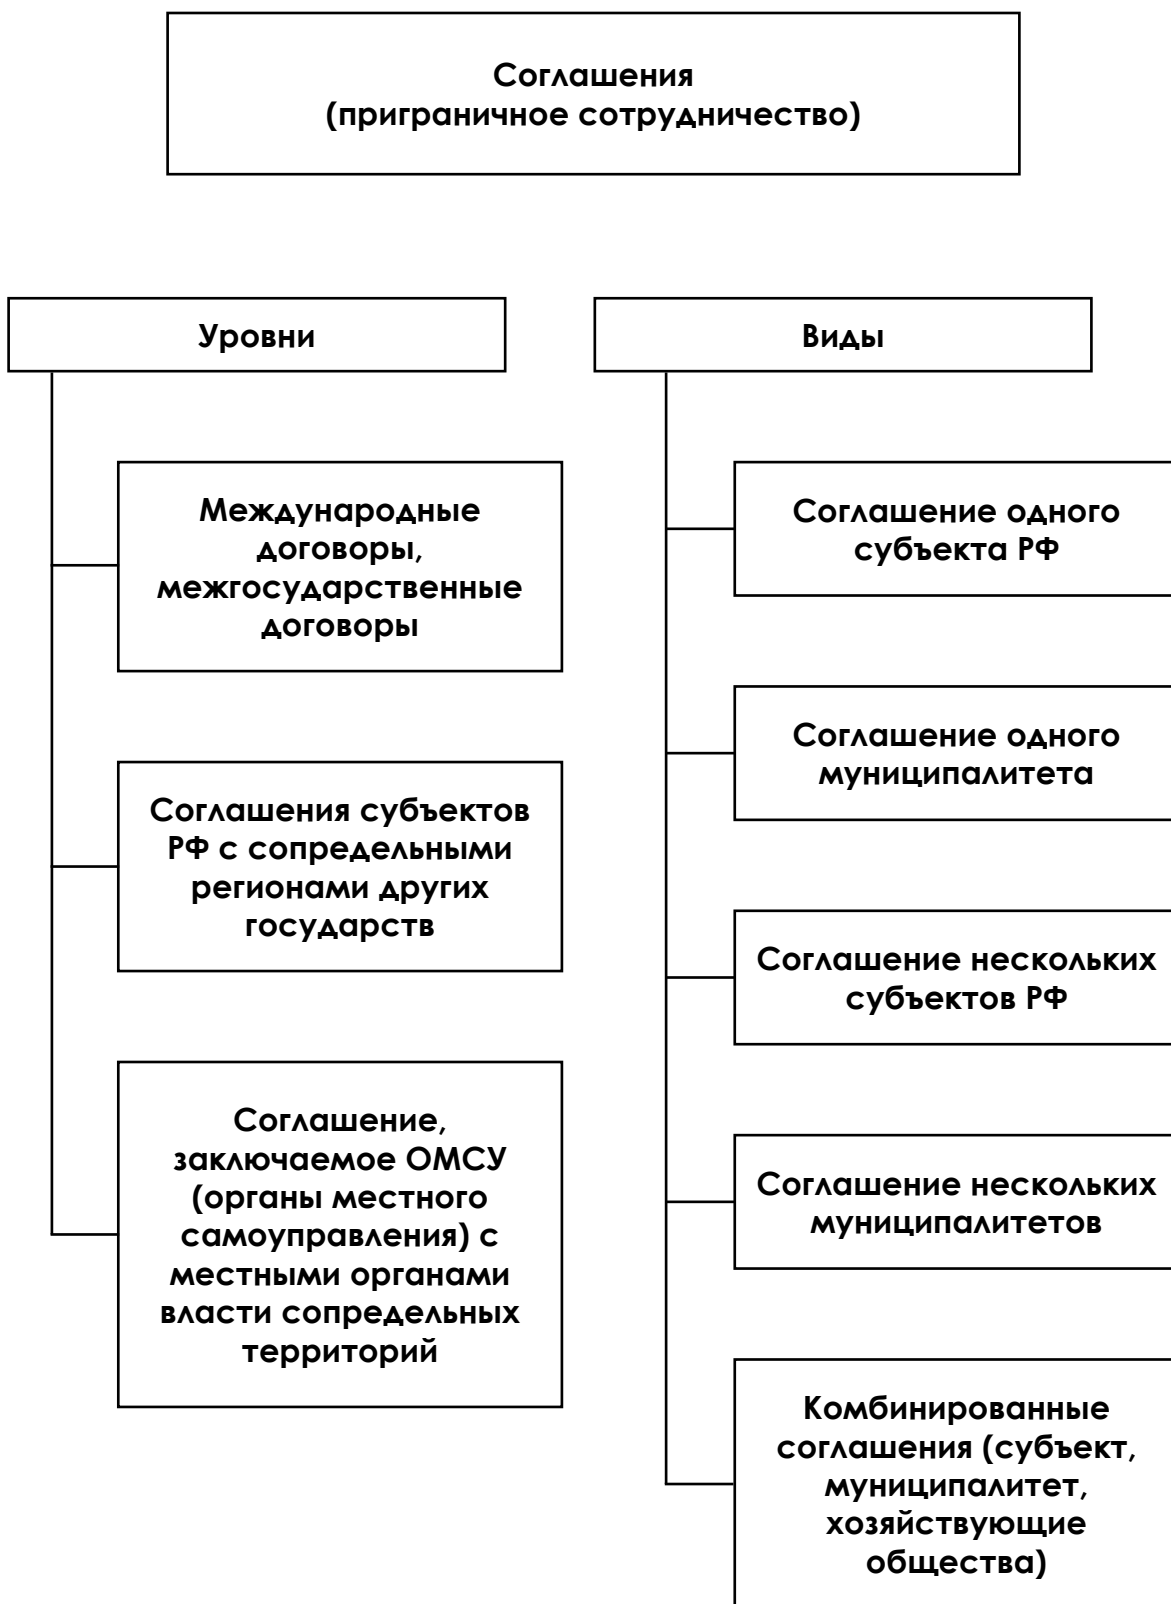 Соглашения
(приграничное сотрудничество)
Уровни
Международные
договоры,
межгосударственные
договоры
Соглашения субъектов
РФ с сопредельными
регионами других
государств
Соглашение,
заключаемое ОМСУ
(органы местного
самоуправления) с
местными органами
власти сопредельных
территорий
Виды
Соглашение одного
субъекта РФ
Соглашение одного
муниципалитета
Соглашение нескольких
субъектов РФ
Соглашение нескольких
муниципалитетов
Комбинированные
соглашения (субъект,
муниципалитет,
хозяйствующие
общества)